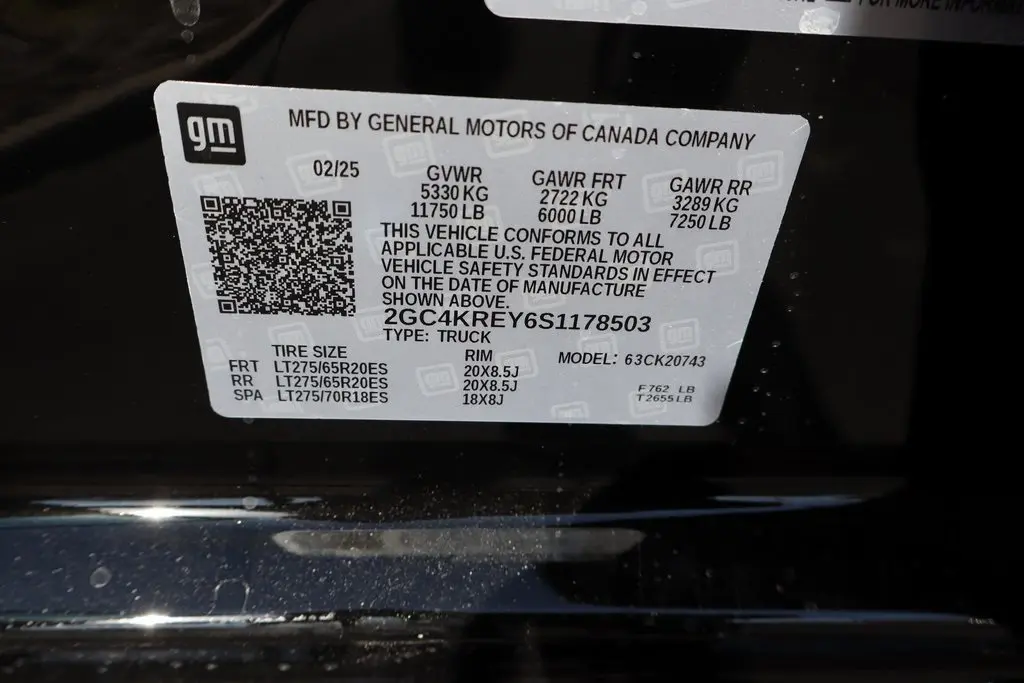 FOR MORE INFORMATION
gm
MFD BY GENERAL MOTORS OF CANADA COMPANY
02/25
GVWR
5330 KG
11750 LB
GAWR FRT
2722 KG
6000 LB
GAWR RR
3289 KG
7250 LB
THIS VEHICLE CONFORMS TO ALL
APPLICABLE U.S. FEDERAL MOTOR
VEHICLE SAFETY STANDARDS IN EFFECT
ON THE DATE OF MANUFACTURE
SHOWN ABOVE.
2GC4KREY6S1178503
TYPE: TRUCK
TIRE SIZE RIM MODEL: 63CK20743
FRT LT275/65R20ES 20X8.5J
RR LT275/65R20ES 20X8.5J
SPA LT275/70R18ES 18X8J
F762 LB
T2655LB